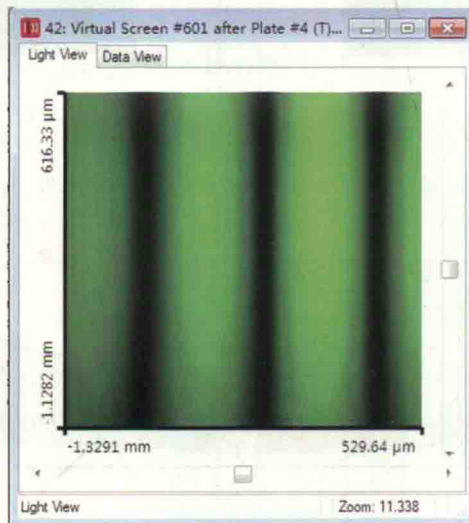 42: Virtual Screen #601 after Plate #4 (T)...
Light View Data View
616.33 μm
-1.1282 mm
-1.3291 mm 529.64 μm
Light View Zoom: 11.338